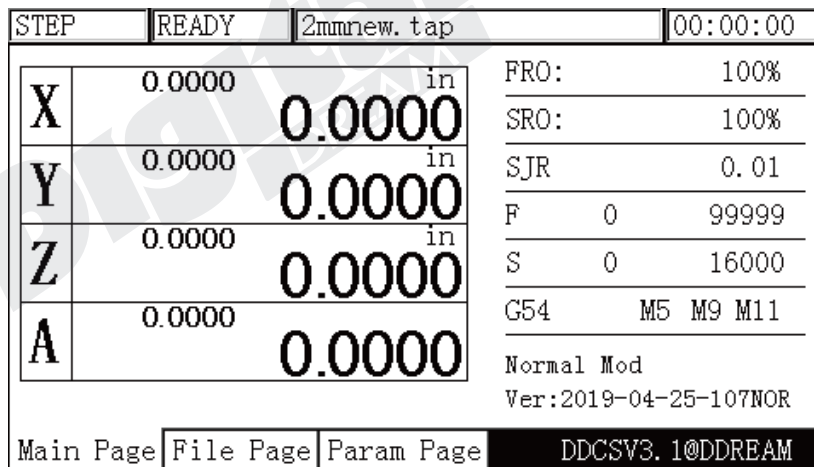 STEP READY 2mmnew.tap 00:00:00
X 0.0000 in 0.0000
Y 0.0000 in 0.0000
Z 0.0000 in 0.0000
A 0.0000 0.0000
FRO: 100%
SRO: 100%
SJR 0.01
F 0 99999
S 0 16000
G54 M5 M9 M11
Normal Mod
Ver:2019-04-25-107NOR
Main Page File Page Param Page DDCSV3.1@DDREAM
Digital
DREAM